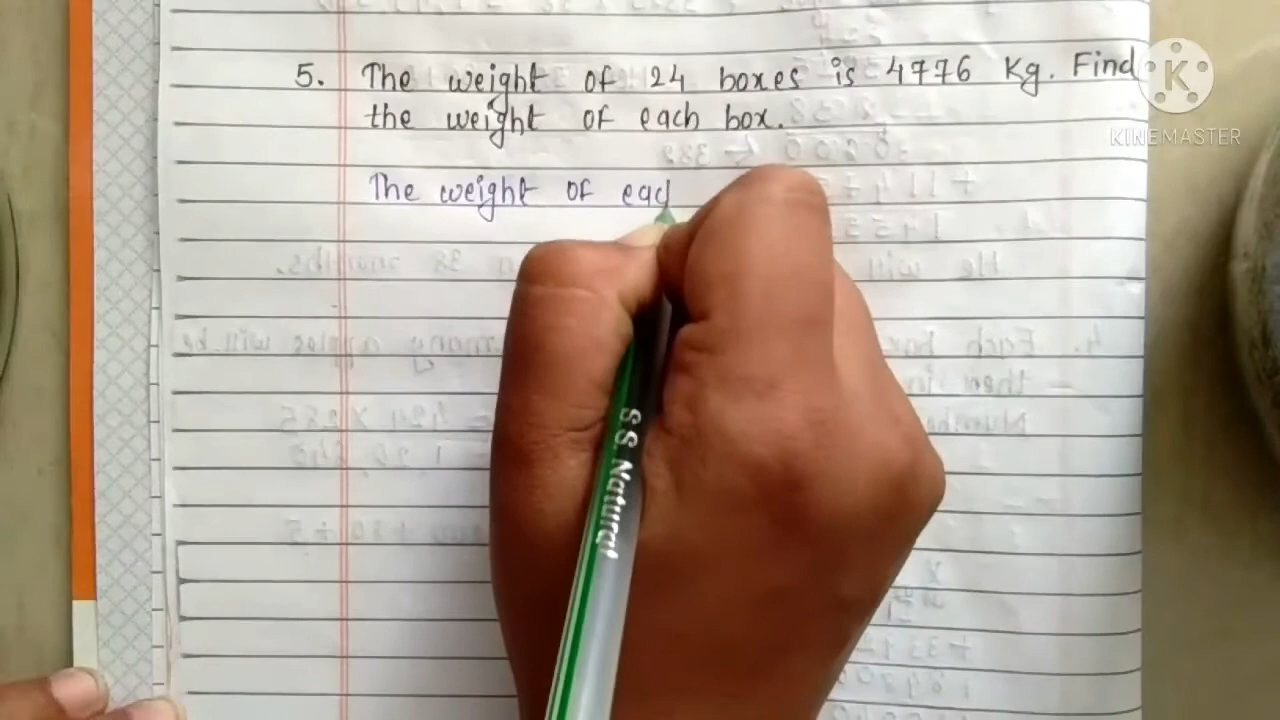 5. The weight of 24 boxes is 4776 Kg. Find
the weight of each box.
The weight of eac
S.S. Natural
K
KINEMASTER